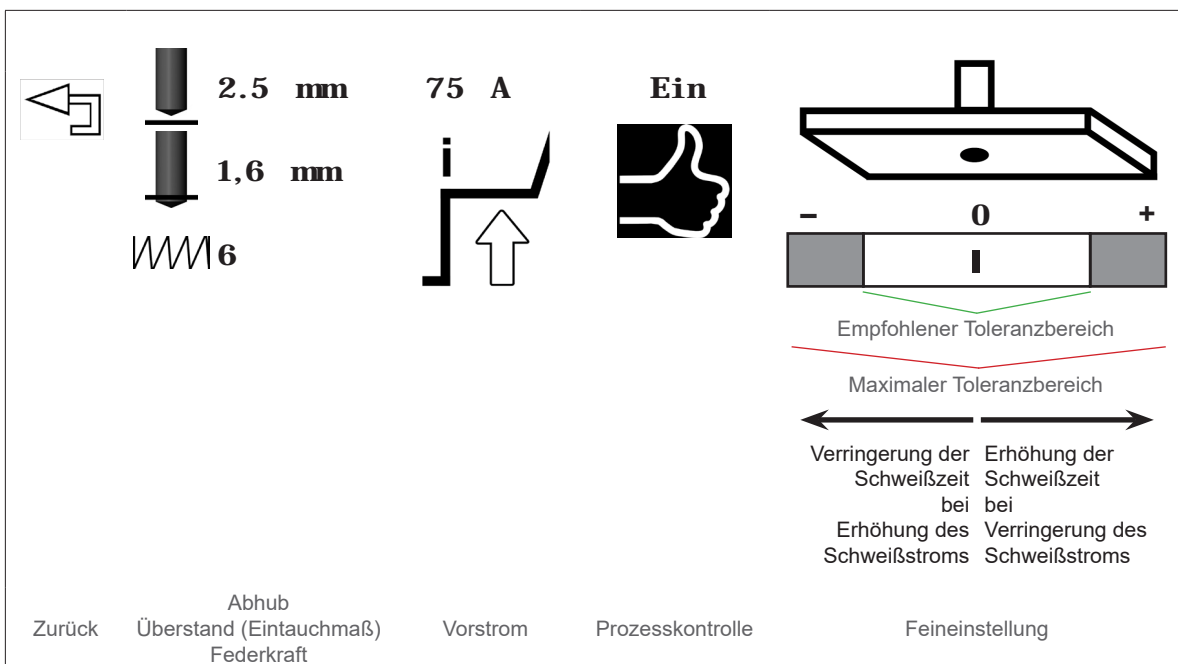 2.5 mm
1,6 mm
6
75 A
i
Ein
– 0 +
Empfohlener Toleranzbereich
Maximaler Toleranzbereich
Verringerung der
Schweißzeit
bei
Erhöhung des
Schweißstroms
Erhöhung der
Schweißzeit
bei
Verringerung des
Schweißstroms
Zurück
Abhub
Überstand (Eintauchmaß)
Federkraft
Vorstrom
Prozesskontrolle
Feineinstellung